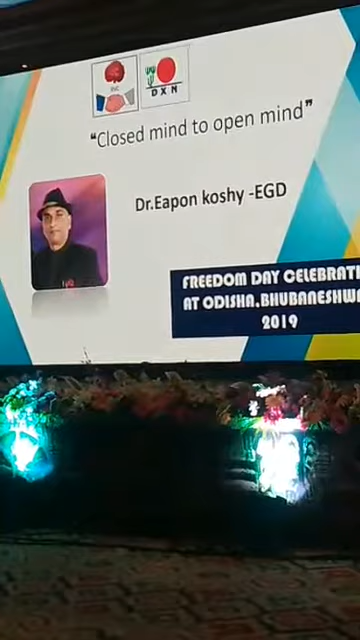 DXN
“Closed mind to open mind”
Dr.Eapon koshy -EGD
FREEDOM DAY CELEBRATI
AT ODISHA,BHUBANESHWA
2019